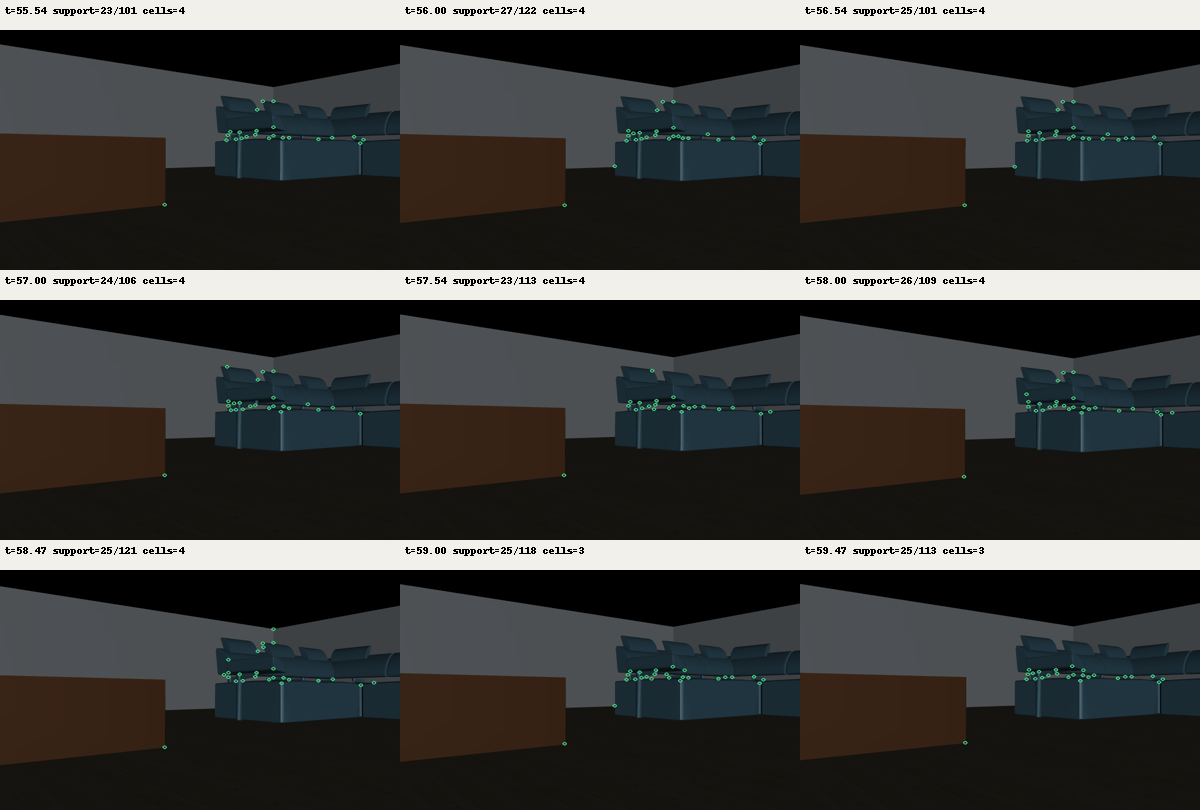 t=55.54 support=23/101 cells=4
t=56.00 support=27/122 cells=4
t=56.54 support=25/101 cells=4
t=57.00 support=24/106 cells=4
t=57.54 support=23/113 cells=4
t=58.00 support=26/109 cells=4
t=58.47 support=25/121 cells=4
t=59.00 support=25/118 cells=3
t=59.47 support=25/113 cells=3